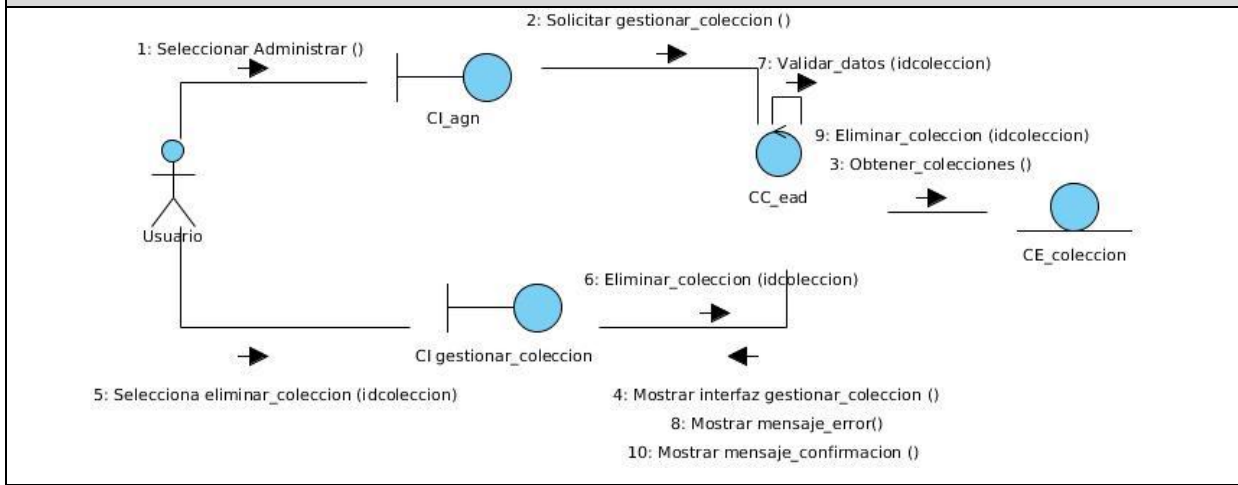 2: Solicitar gestionar_coleccion ()
1: Seleccionar Administrar ()
7: Validar_datos (idcoleccion)
CI_agn
9: Eliminar_coleccion (idcoleccion)
3: Obtener_colecciones ()
CC_ead
Usuario
CE_coleccion
6: Eliminar_coleccion (idcoleccion)
CI gestionar_coleccion
5: Selecciona eliminar_coleccion (idcoleccion)
4: Mostrar interfaz gestionar_coleccion ()
8: Mostrar mensaje_error()
10: Mostrar mensaje_confirmacion ()